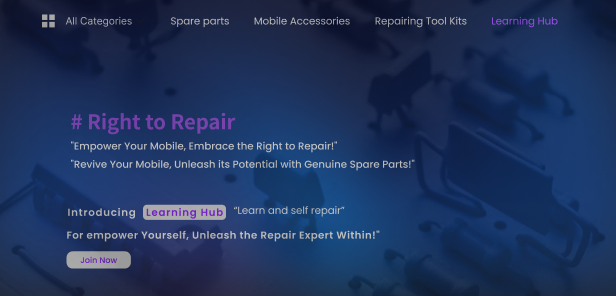 All Categories Spare parts Mobile Accessories Repairing Tool Kits Learning Hub
# Right to Repair
"Empower Your Mobile, Embrace the Right to Repair!"
"Revive Your Mobile, Unleash its Potential with Genuine Spare Parts!"
Introducing Learning Hub “Learn and self repair”
For empower Yourself, Unleash the Repair Expert Within!"
Join Now